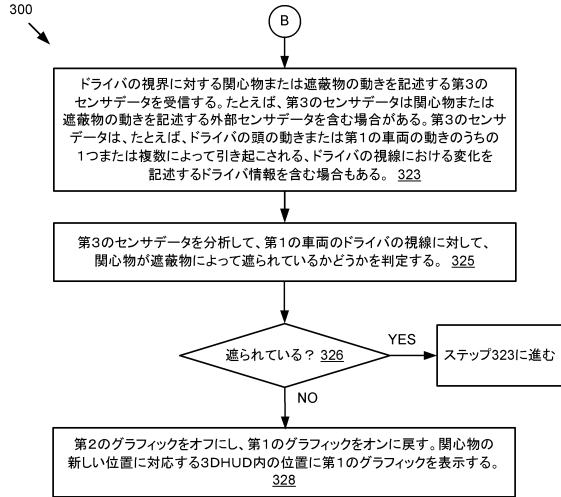 300
B
ドライバの視界に対する関心物または遮蔽物の動きを記述する第3の
センサデータを受信する。たとえば、第3のセンサデータは関心物または
遮蔽物の動きを記述する外部センサデータを含む場合がある。第3のセン
サデータは、たとえば、ドライバの頭の動きまたは第1の車両の動きのうちの
1つまたは複数によって引き起こされる、ドライバの視線における変化を
記述するドライバ情報を含む場合もある。 323
第3のセンサデータを分析して、第1の車両のドライバの視線に対して、
関心物が遮蔽物によって遮られているかどうかを判定する。 325
遮られている? 326
YES
ステップ323に進む
NO
第2のグラフィックをオフにし、第1のグラフィックをオンに戻す。関心物の
新しい位置に対応する3DHUD内の位置に第1のグラフィックを表示する。
328